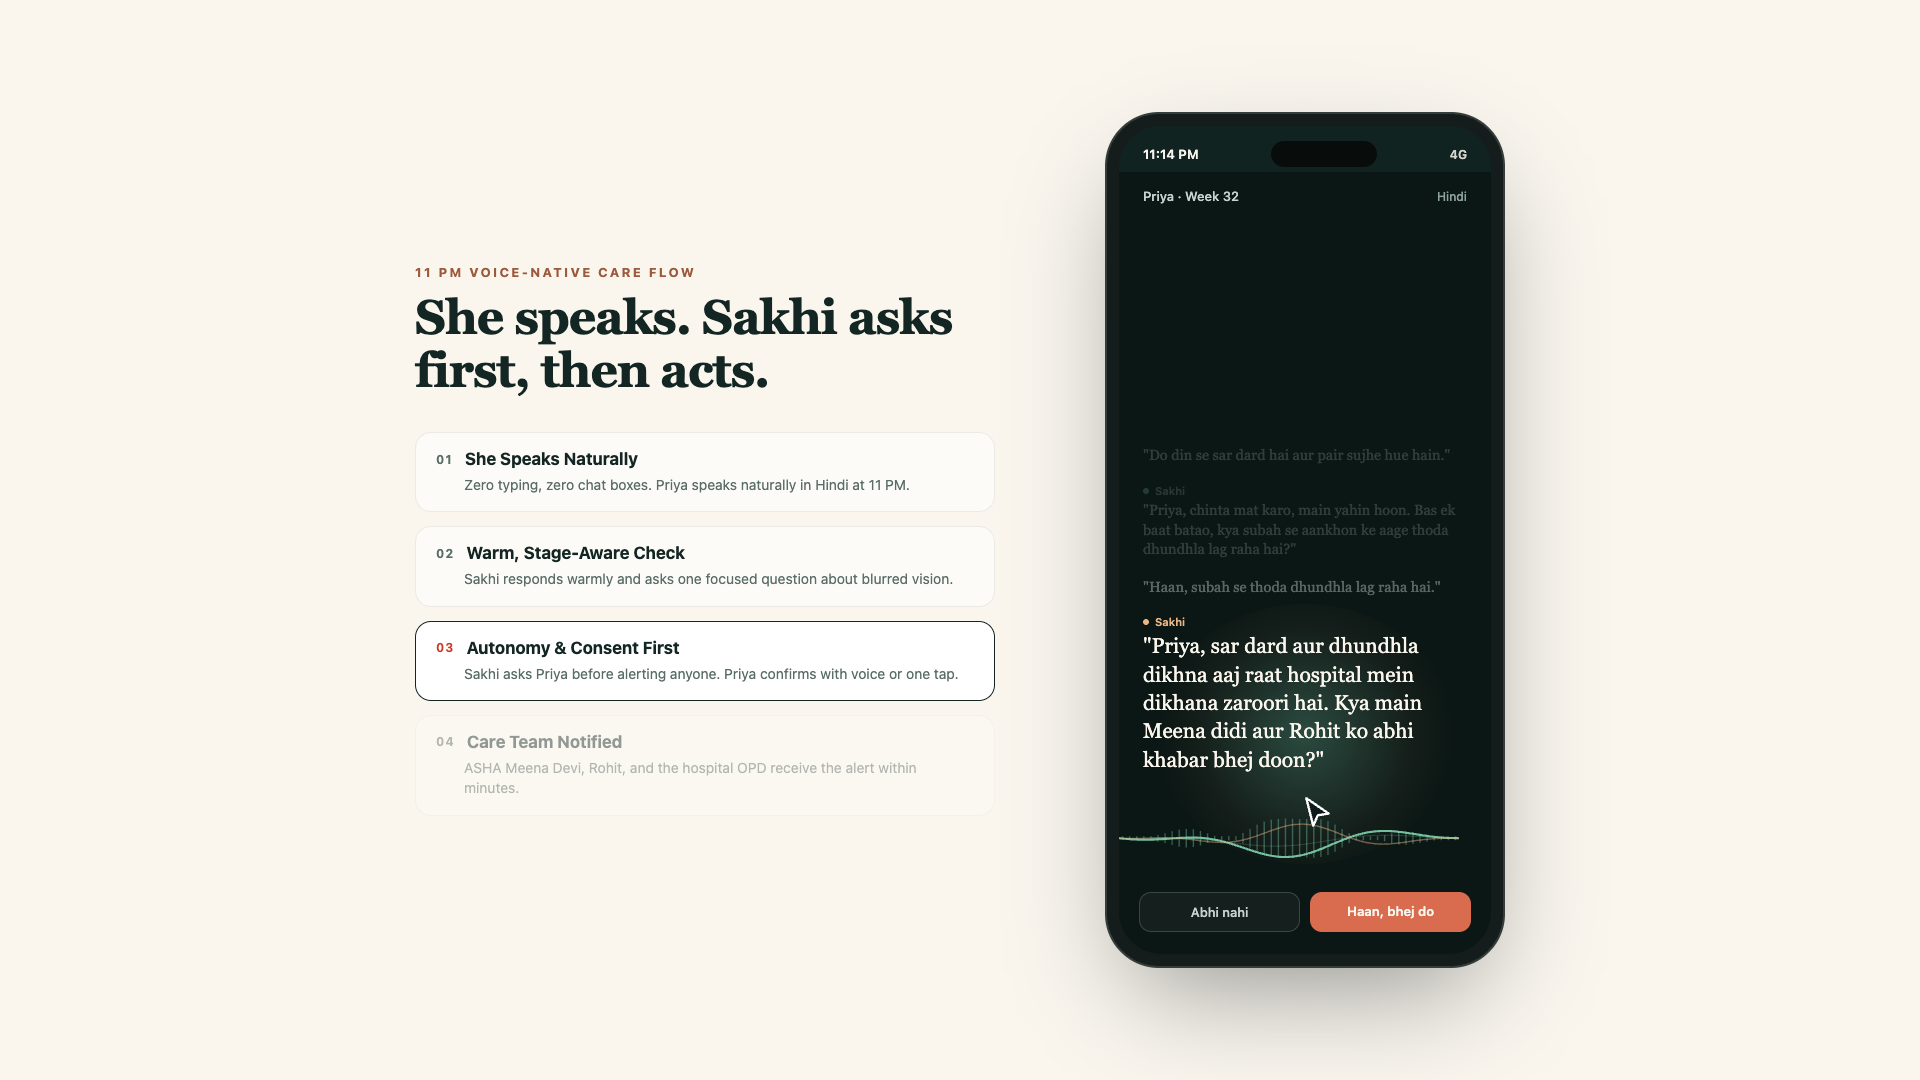 11 PM VOICE-NATIVE CARE FLOW
She speaks. Sakhi asks
first, then acts.
01 She Speaks Naturally
Zero typing, zero chat boxes. Priya speaks naturally in Hindi at 11 PM.
02 Warm, Stage-Aware Check
Sakhi responds warmly and asks one focused question about blurred vision.
03 Autonomy & Consent First
Sakhi asks Priya before alerting anyone. Priya confirms with voice or one tap.
04 Care Team Notified
ASHA Meena Devi, Rohit, and the hospital OPD receive the alert within
minutes.
11:14 PM 4G
Priya · Week 32 Hindi
"Do din se sar dard hai aur pair sujhe hue hain."
Sakhi
"Priya, chinta mat karo, main yahin hoon. Bas ek
baat batao, kya subah se aankhon ke aage thoda
dhundhla lag raha hai?"
"Haan, subah se thoda dhundhla lag raha hai."
Sakhi
"Priya, sar dard aur dhundhla
dikhna aaj raat hospital mein
dikhana zaroori hai. Kya main
Meena didi aur Rohit ko abhi
khabar bhej doon?"
Abhi nahi Haan, bhej do